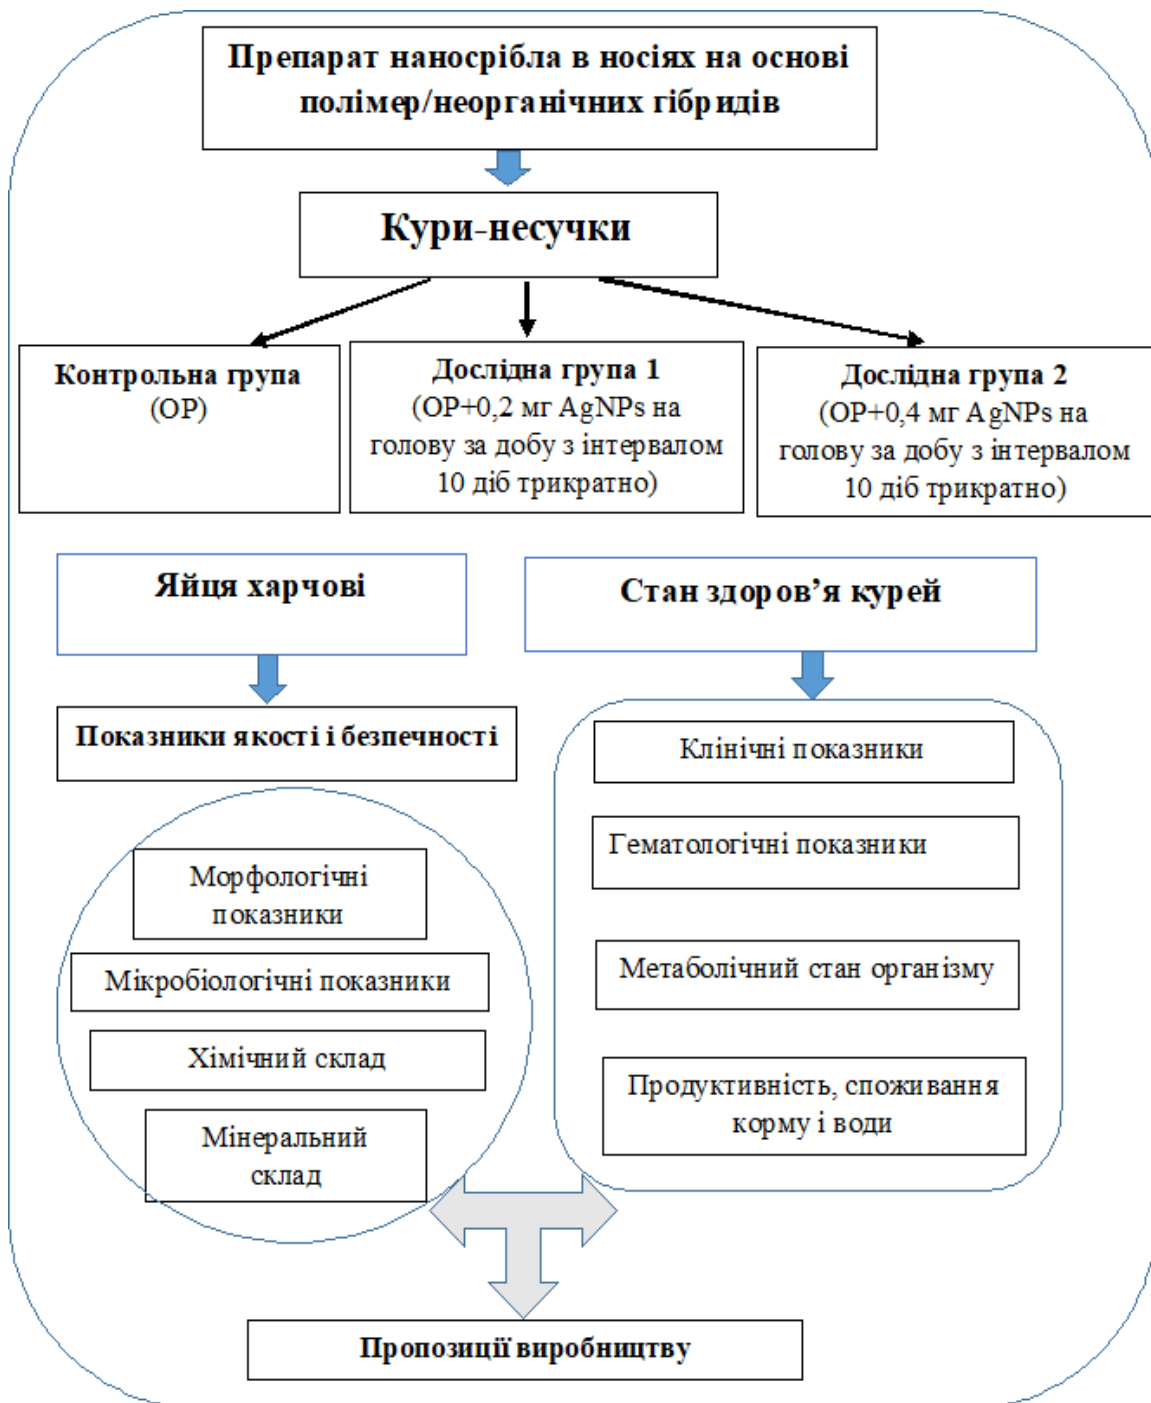 Препарат наносрібла в носіях на основі
полімер/неорганічних гібридів
Кури-несучки
Контрольна група
(ОР)
Дослідна група 1
(ОР+0,2 мг AgNPs на
голову за добу з інтервалом
10 діб трикратно)
Дослідна група 2
(ОР+0,4 мг AgNPs на
голову за добу з інтервалом
10 діб трикратно)
Яйця харчові
Показники якості і безпечності
Морфологічні
показники
Мікробіологічні показники
Хімічний склад
Мінеральний
склад
Стан здоров’я курей
Клінічні показники
Гематологічні показники
Метаболічний стан організму
Продуктивність, споживання
корму і води
Пропозиції виробництву